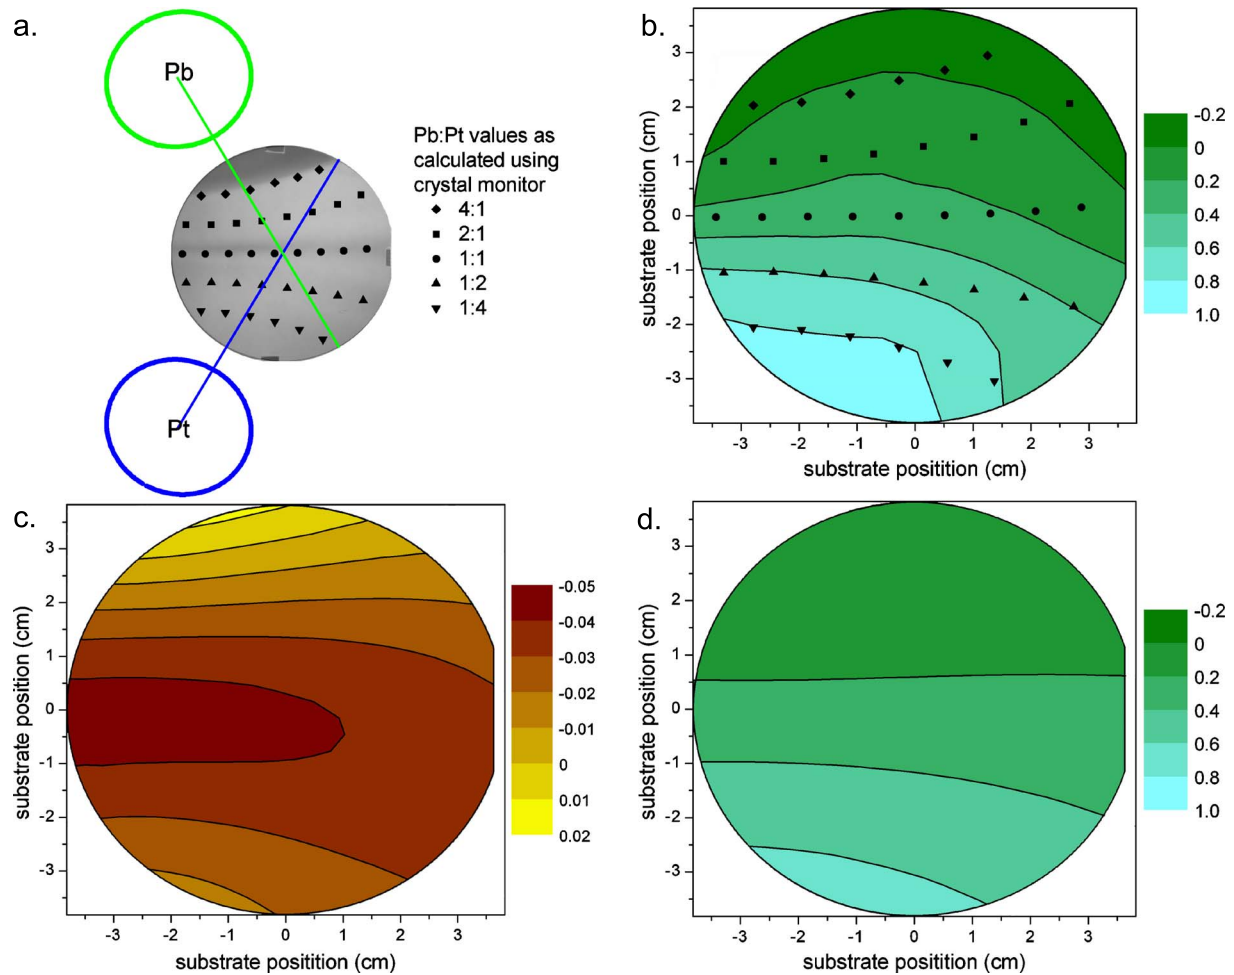 a.
Pb
Pt
Pb:Pt values as
calculated using
crystal monitor
4:1
2:1
1:1
1:2
1:4
b.
3
2
1
0
-1
-2
-3
substrate position (cm)
-3 -2 -1 0 1 2 3
substrate positition (cm)
-0.2
0
0.2
0.4
0.6
0.8
1.0
c.
3
2
1
0
-1
-2
-3
substrate position (cm)
-3 -2 -1 0 1 2 3
substrate positition (cm)
-0.05
-0.04
-0.03
-0.02
-0.01
0
0.01
0.02
d.
3
2
1
0
-1
-2
-3
substrate position (cm)
-3 -2 -1 0 1 2 3
substrate positition (cm)
-0.2
0
0.2
0.4
0.6
0.8
1.0